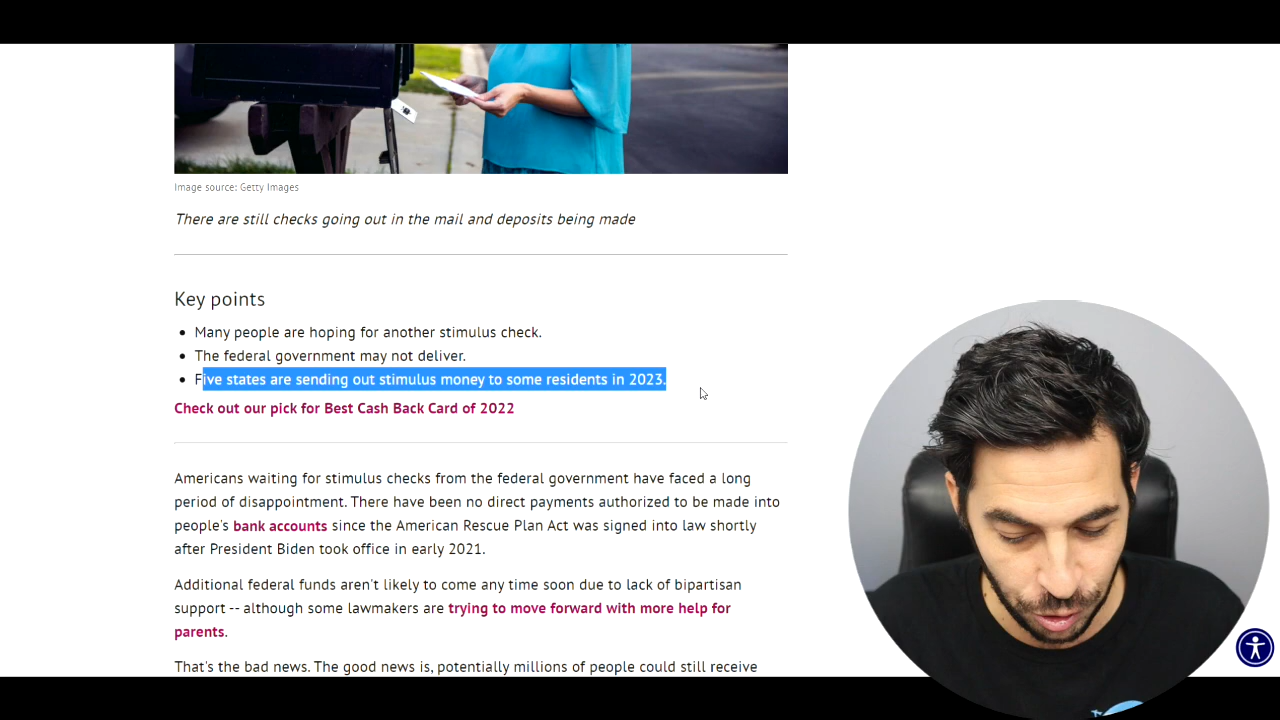 Image source: Getty Images
There are still checks going out in the mail and deposits being made
Key points
Many people are hoping for another stimulus check.
The federal government may not deliver.
Five states are sending out stimulus money to some residents in 2023.
Check out our pick for Best Cash Back Card of 2022
Americans waiting for stimulus checks from the federal government have faced a long
period of disappointment. There have been no direct payments authorized to be made into
people's bank accounts since the American Rescue Plan Act was signed into law shortly
after President Biden took office in early 2021.
Additional federal funds aren't likely to come any time soon due to lack of bipartisan
support -- although some lawmakers are trying to move forward with more help for
parents.
That's the bad news. The good news is, potentially millions of people could still receive